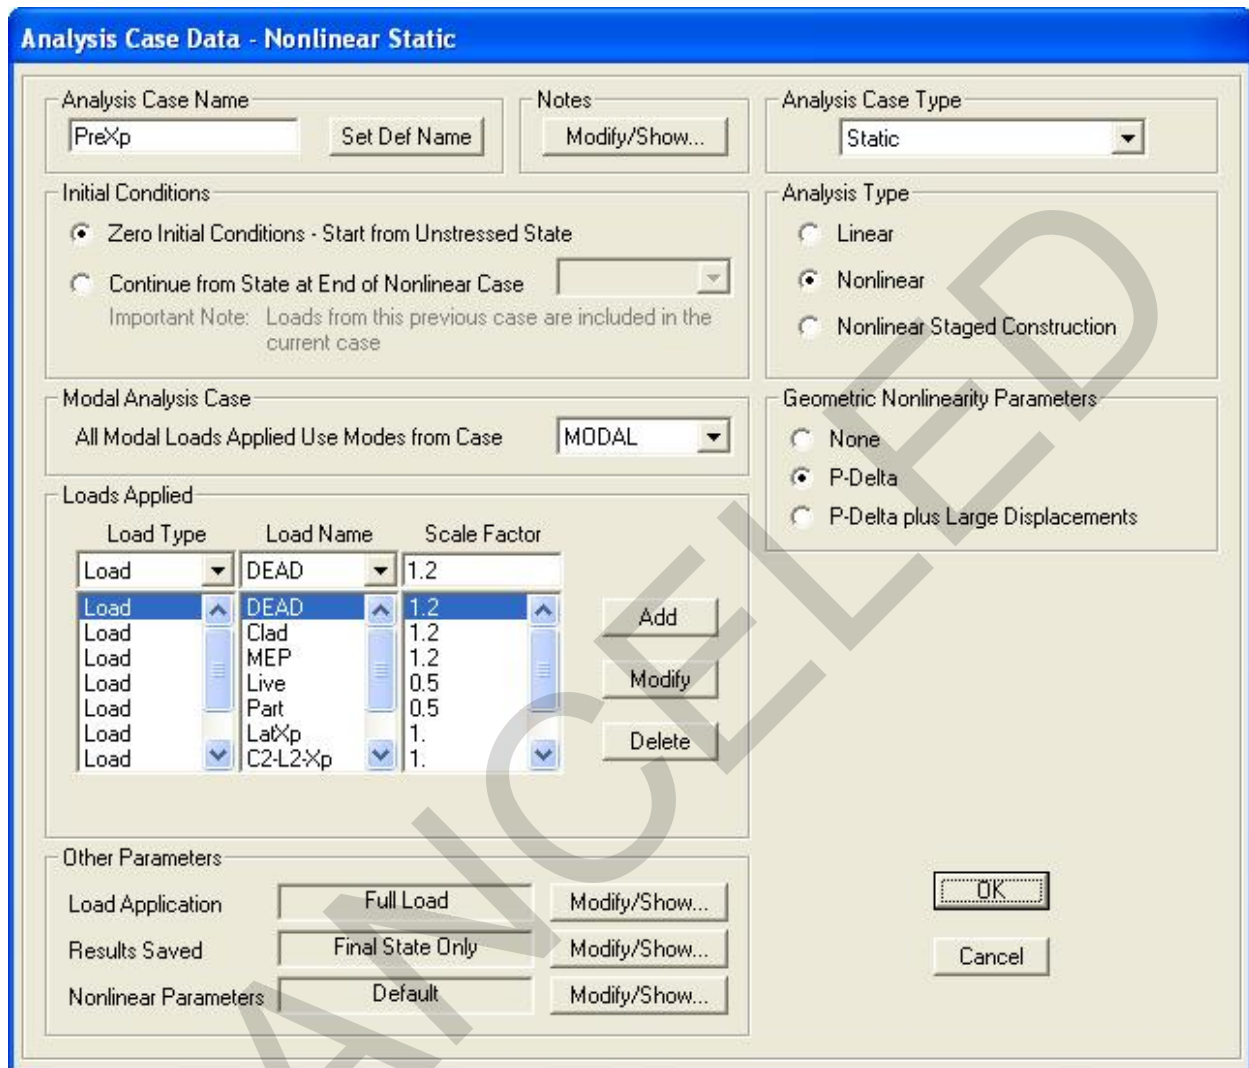 Analysis Case Data - Nonlinear Static
Analysis Case Name
PreXp
Set Def Name
Notes
Modify/Show...
Analysis Case Type
Static
Initial Conditions
Zero Initial Conditions - Start from Unstressed State
Continue from State at End of Nonlinear Case
Important Note: Loads from this previous case are included in the
current case
Analysis Type
Linear
Nonlinear
Nonlinear Staged Construction
Modal Analysis Case
All Modal Loads Applied Use Modes from Case MODAL
Geometric Nonlinearity Parameters
None
P-Delta
P-Delta plus Large Displacements
Loads Applied
Load Type Load Name Scale Factor
Load DEAD 1.2
Load DEAD 1.2
Load Clad 1.2
Load MEP 1.2
Load Live 0.5
Load Part 0.5
Load LatXp 1.
Load C2-L2-Xp 1.
Add
Modify
Delete
Other Parameters
Load Application Full Load Modify/Show...
Results Saved Final State Only Modify/Show...
Nonlinear Parameters Default Modify/Show...
OK
Cancel
ANCELED